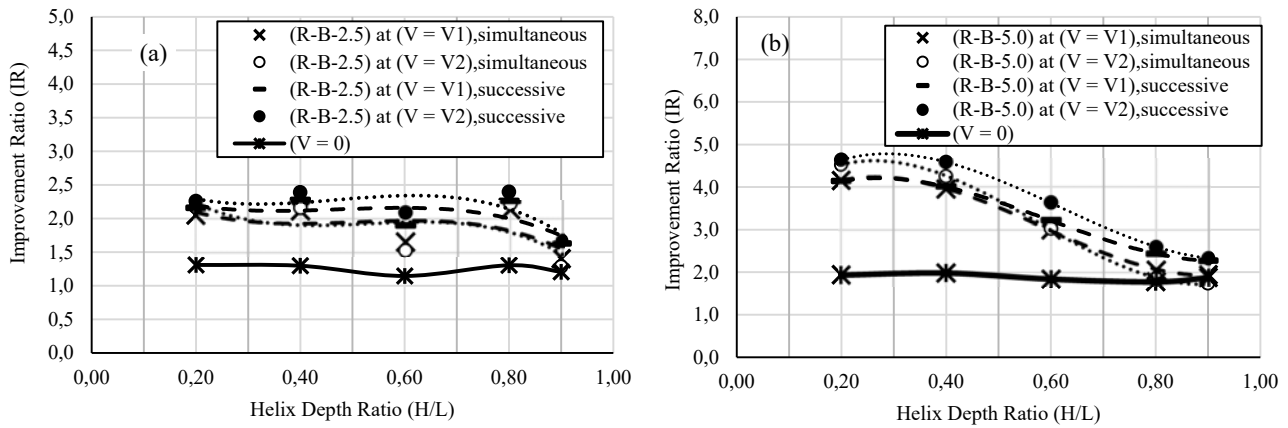 5,0
4,5
4,0
3,5
3,0
2,5
2,0
1,5
1,0
0,5
0,0
Improvement Ratio (IR)
(a)
(R-B-2.5) at (V = V1),simultaneous
(R-B-2.5) at (V = V2),simultaneous
(R-B-2.5) at (V = V1),successive
(R-B-2.5) at (V = V2),successive
(V = 0)
0,00 0,20 0,40 0,60 0,80 1,00
Helix Depth Ratio (H/L)
8,0
7,0
6,0
5,0
4,0
3,0
2,0
1,0
0,0
Improvement Ratio (IR)
(b)
(R-B-5.0) at (V = V1),simultaneous
(R-B-5.0) at (V = V2),simultaneous
(R-B-5.0) at (V = V1),successive
(R-B-5.0) at (V = V2),successive
(V = 0)
0,00 0,20 0,40 0,60 0,80 1,00
Helix Depth Ratio (H/L)